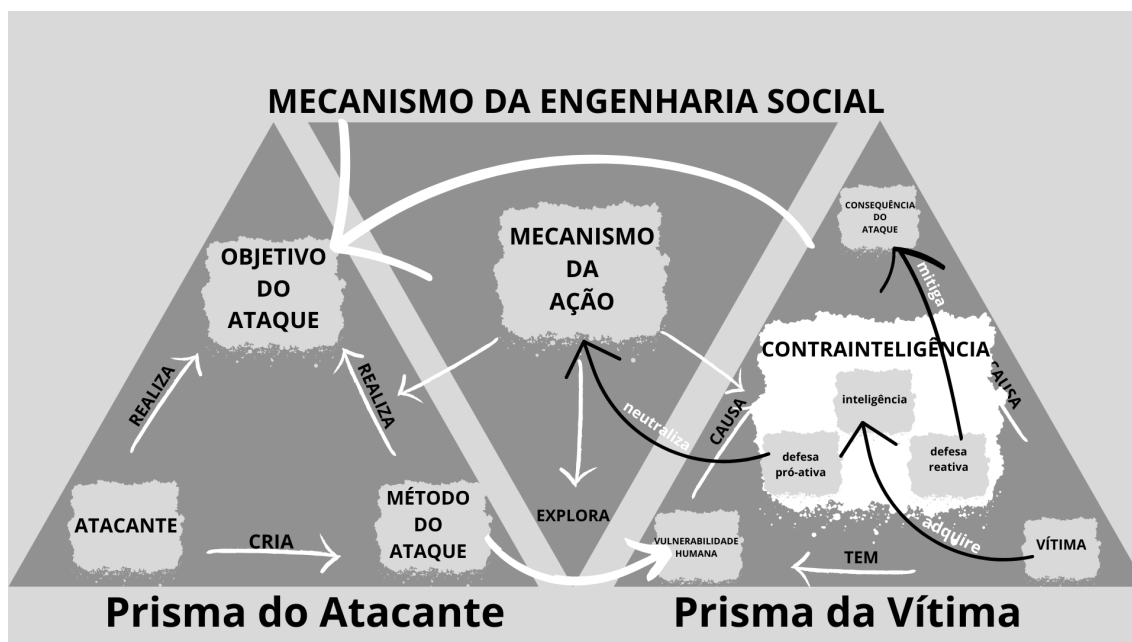 MECANISMO DA ENGENHARIA SOCIAL
OBJETIVO
DO
ATAQUE
REALIZA
REALIZA
ATACANTE
CRIA
MÉTODO
DO
ATAQUE
MECANISMO
DA
AÇÃO
EXPLORA
neutraliza
CAUSA
CONSEQUÊNCIA
DO
ATAQUE
mitiga
CONTRAINTELIGÊNCIA
inteligência
defesa
pró-ativa
defesa
reativa
CAUSA
adquire
VULNERABILIDADE
HUMANA
TEM
VÍTIMA
Prisma do Atacante
Prisma da Vítima